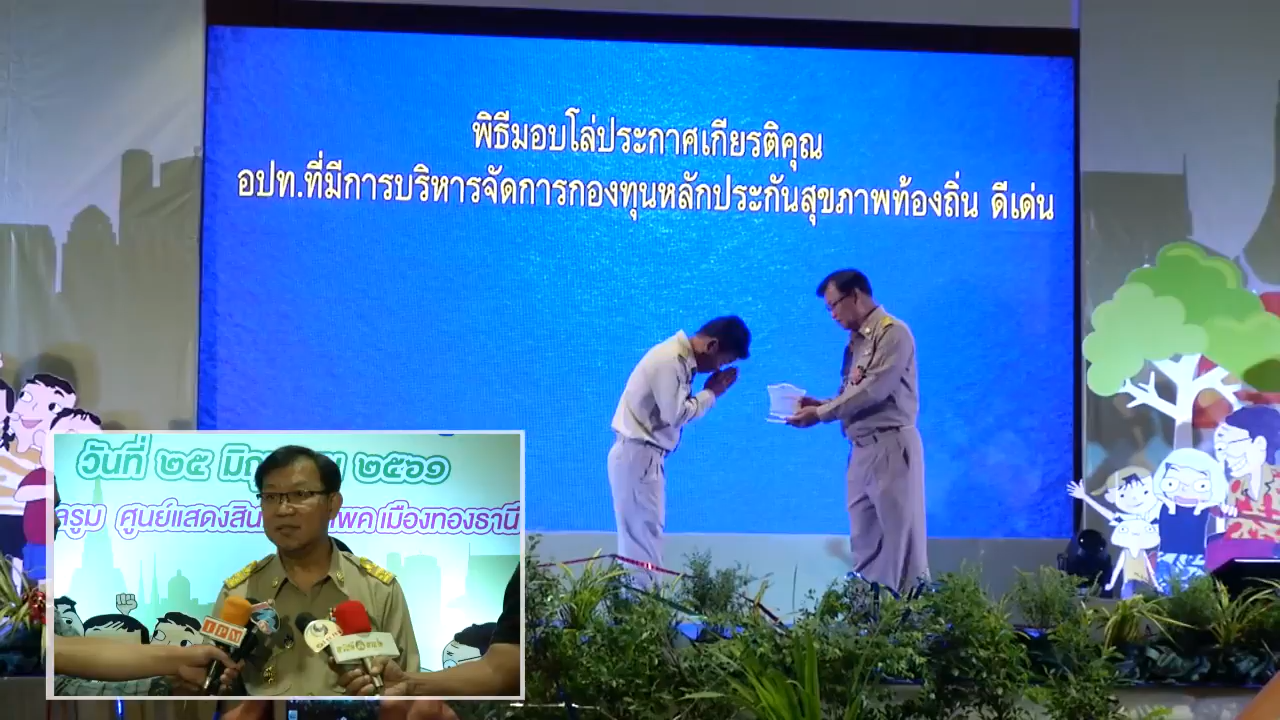 พิธีมอบโล่ประกาศเกียรติคุณ
อปท.ที่มีการบริหารจัดการกองทุนหลักประกันสุขภาพท้องถิ่น ดีเด่น
วันที่ ๒๕ ๒๕๖๑
ศูนย์แสดงสิน เมืองทองธานี
IPM